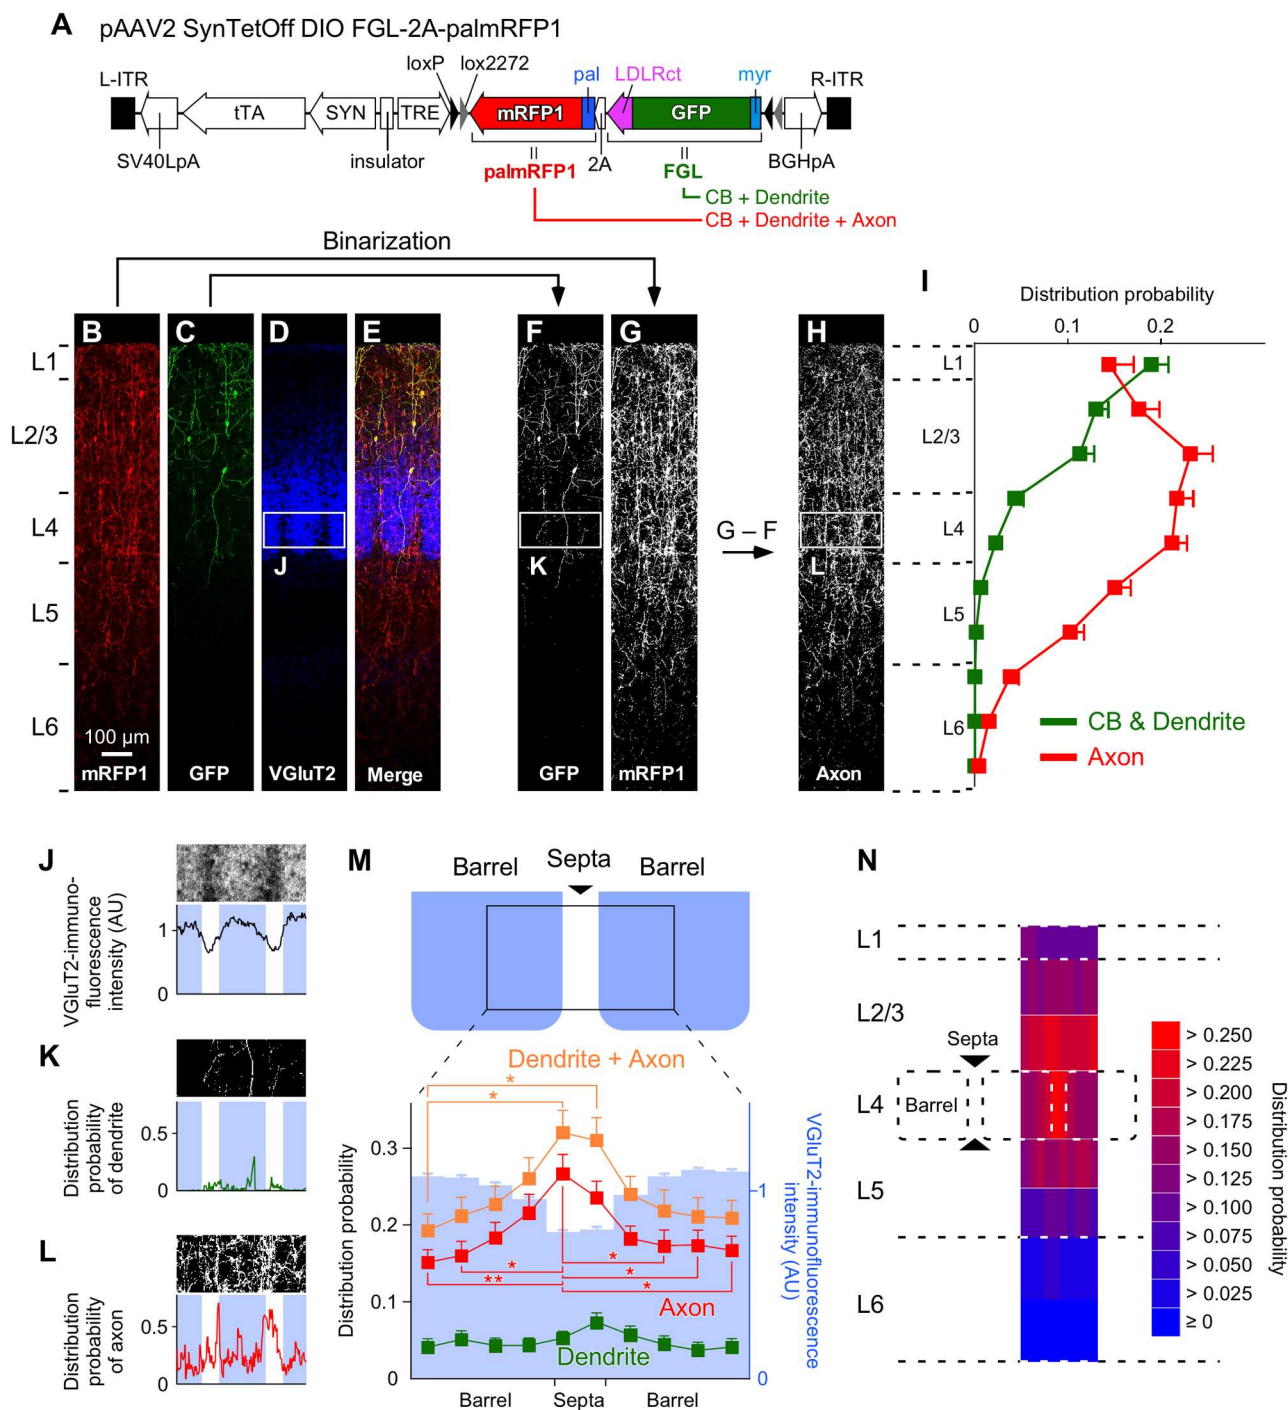 A pAAV2 SynTetOff DIO FGL-2A-palmRFP1
loxP lox2272
L-ITR pal LDLRct myr R-ITR
tTA SYN TRE mRFP1 GFP
SV40LpA insulator 2A BGHpA
= =
palmRFP1 FGL
CB + Dendrite
CB + Dendrite + Axon
Binarization
B C D E F G H I
Distribution probability
0 0.1 0.2
L1 L1
L2/3 L2/3
L4 L4
J K L
G – F
L5 L5
L6 L6
100 µm
mRFP1 GFP VGluT2 Merge GFP mRFP1 Axon
CB & Dendrite
Axon
J
VGluT2-immuno-
fluorescence
intensity (AU)
1
0
K
Distribution
probability
of dendrite
0.5
0
L
Distribution
probability
of axon
0.5
0
M
Barrel Septa Barrel
Dendrite + Axon
* * * ** * * *
Axon
Dendrite
Distribution probability
0.3
0.2
0.1
0
VGluT2-immunofluorescence
intensity (AU)
1
0
Barrel Septa Barrel
N
L1
L2/3
Septa
L4 Barrel
L5
L6
> 0.250
> 0.225
> 0.200
> 0.175
> 0.150
> 0.125
> 0.100
> 0.075
> 0.050
> 0.025
≥ 0
Distribution probability